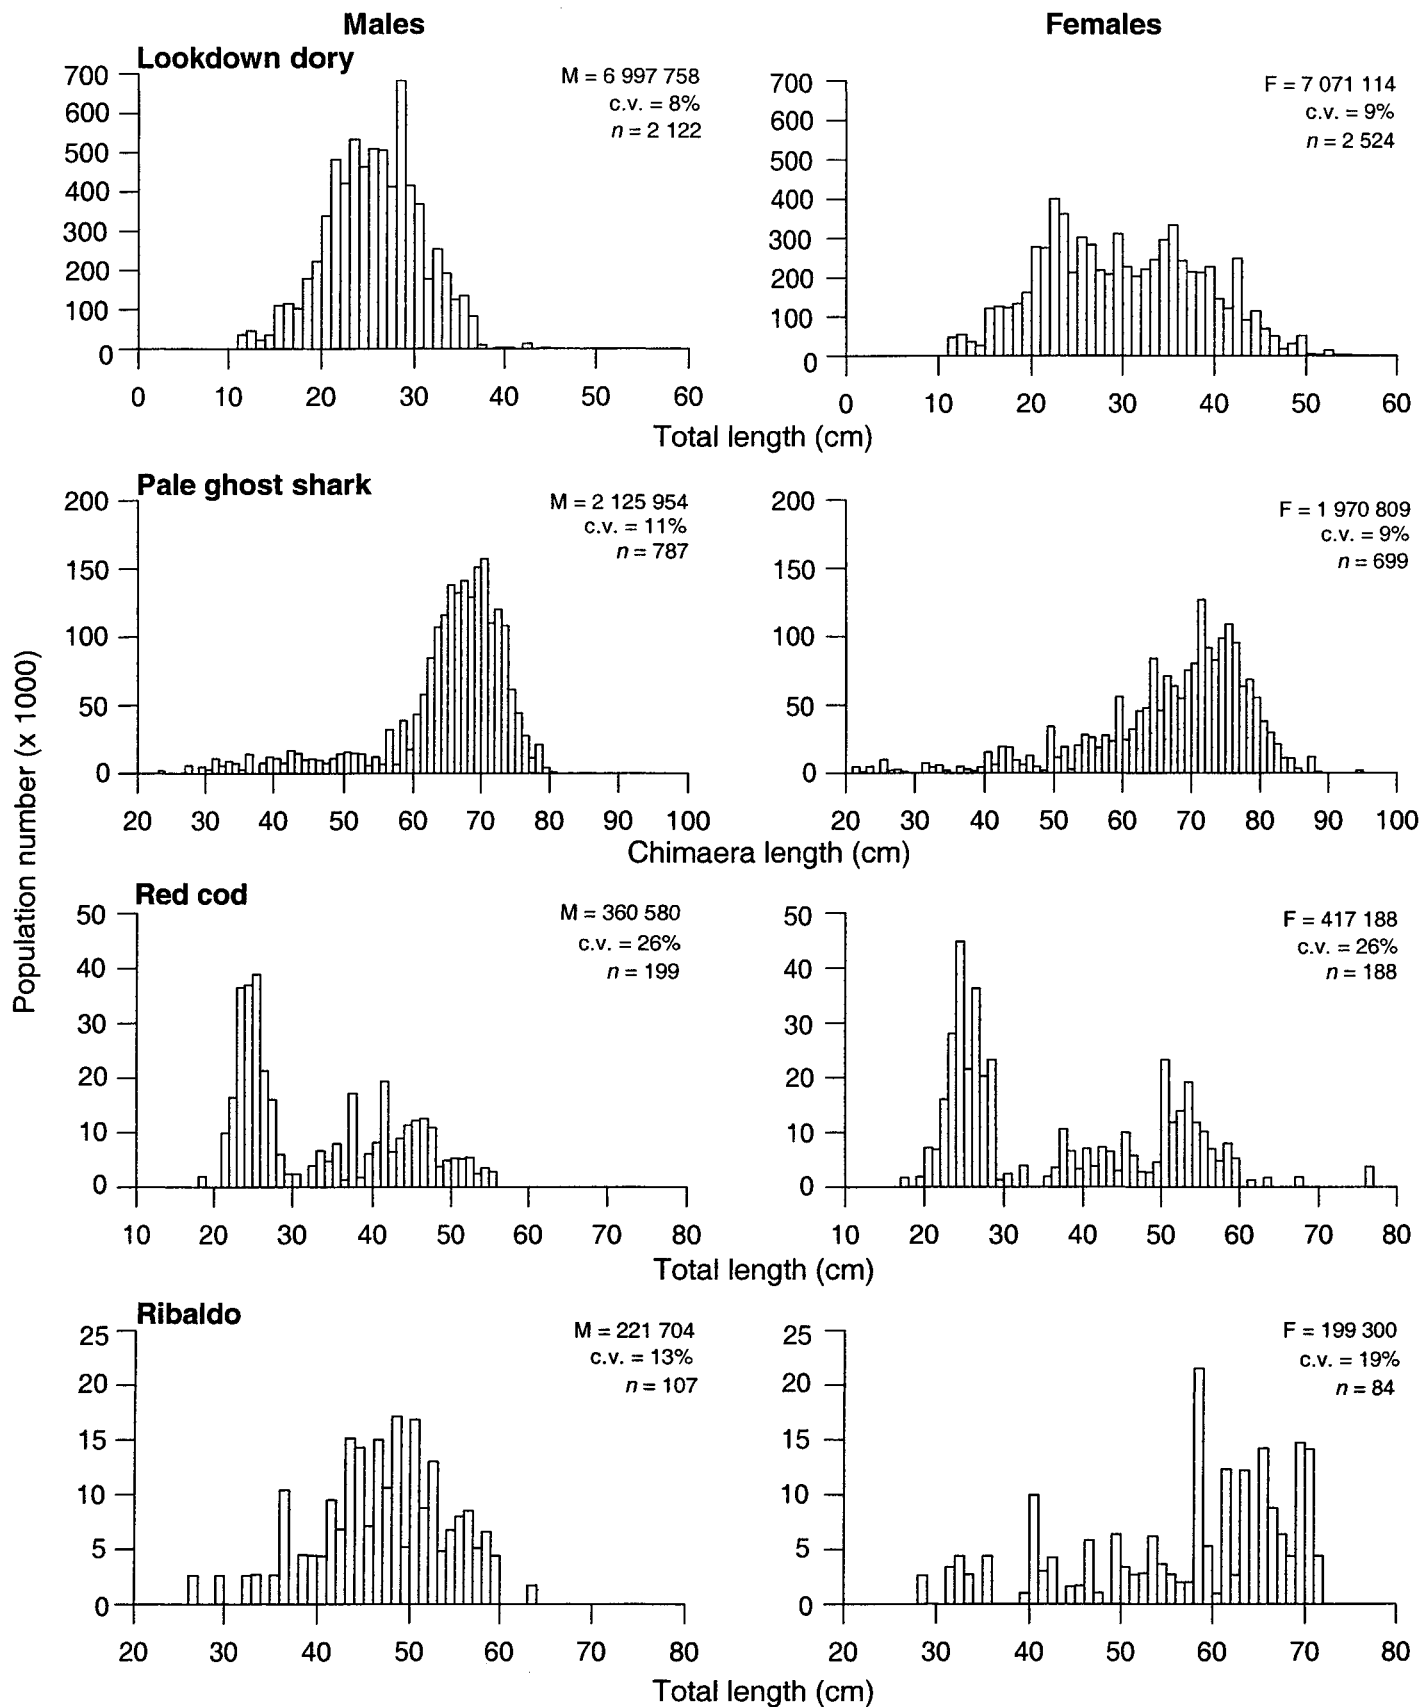 Males
Females
Lookdown dory
M = 6 997 758
c.v. = 8%
n = 2 122
700
600
500
400
300
200
100
0
0 10 20 30 40 50 60
F = 7 071 114
c.v. = 9%
n = 2 524
700
600
500
400
300
200
100
0
0 10 20 30 40 50 60
Total length (cm)
Pale ghost shark
M = 2 125 954
c.v. = 11%
n = 787
200
150
100
50
0
20 30 40 50 60 70 80 90 100
F = 1 970 809
c.v. = 9%
n = 699
200
150
100
50
0
20 30 40 50 60 70 80 90 100
Chimaera length (cm)
Population number (x 1000)
Red cod
M = 360 580
c.v. = 26%
n = 199
50
40
30
20
10
0
10 20 30 40 50 60 70 80
F = 417 188
c.v. = 26%
n = 188
50
40
30
20
10
0
10 20 30 40 50 60 70 80
Total length (cm)
Ribaldo
M = 221 704
c.v. = 13%
n = 107
25
20
15
10
5
0
20 30 40 50 60 70 80
F = 199 300
c.v. = 19%
n = 84
25
20
15
10
5
0
20 30 40 50 60 70 80
Total length (cm)